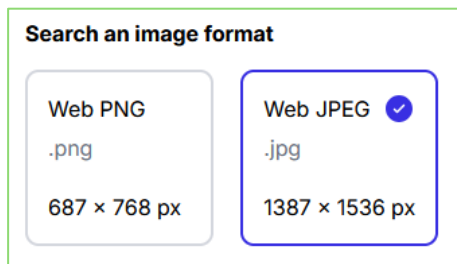 Search an image format
Web PNG
.png
687 × 768 px
Web JPEG
.jpg
1387 × 1536 px